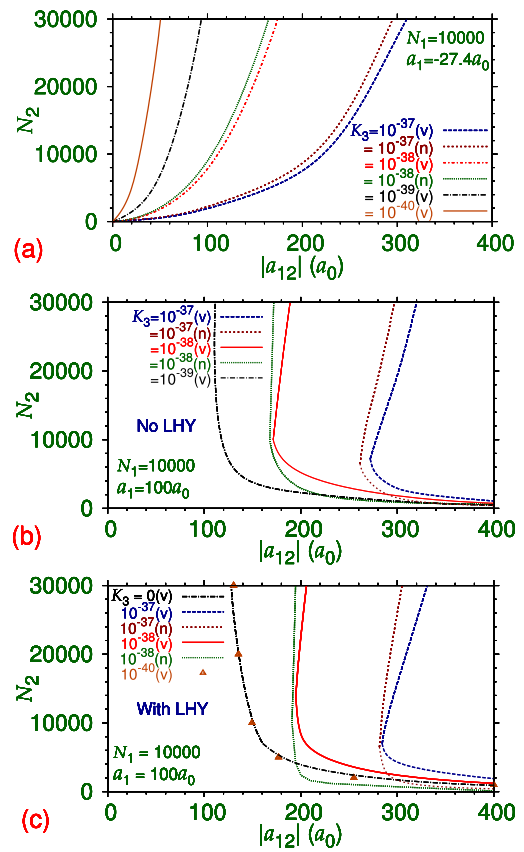 30000
20000
10000
0
N₂
N₁=10000
a₁=-27.4a₀
K₃=10⁻³⁷(v)
= 10⁻³⁷(n)
= 10⁻³⁸(v)
= 10⁻³⁸(n)
= 10⁻³⁹(v)
= 10⁻⁴⁰(v)
0 100 200 300 400
|a₁₂| (a₀)
(a)
30000
20000
10000
0
N₂
K₃=10⁻³⁷(v)
=10⁻³⁷(n)
=10⁻³⁸(v)
=10⁻³⁸(n)
=10⁻³⁹(v)
No LHY
N₁=10000
a₁=100a₀
0 100 200 300 400
|a₁₂| (a₀)
(b)
30000
20000
10000
0
N₂
K₃ = 0(v)
10⁻³⁷(v)
10⁻³⁷(n)
10⁻³⁸(v)
10⁻³⁸(n)
10⁻⁴⁰(v)
With LHY
N₁ = 10000
a₁ = 100a₀
0 100 200 300 400
|a₁₂| (a₀)
(c)